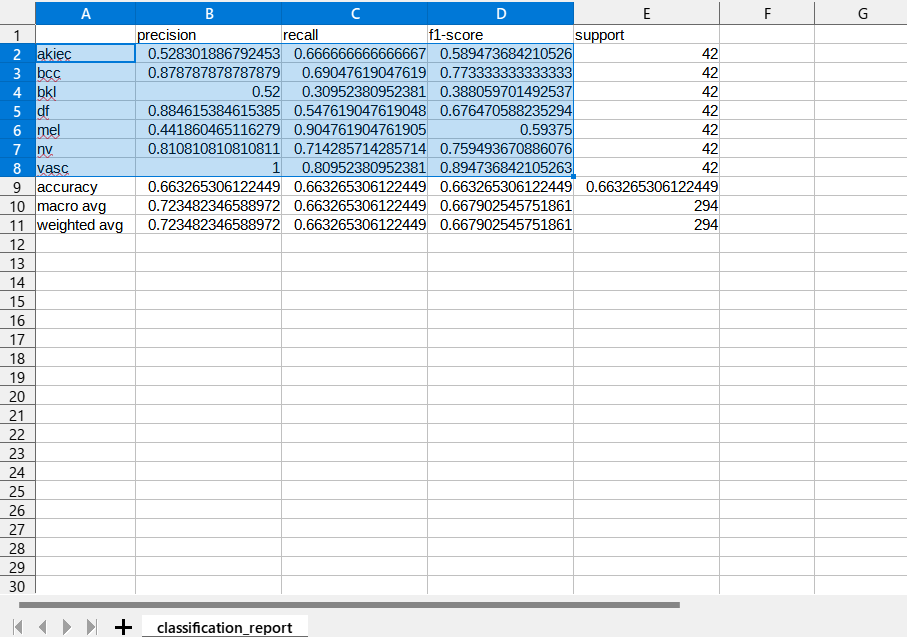 A B C D E F G
1 precision recall f1-score support
2 akiec 0.528301886792453 0.666666666666667 0.589473684210526 42
3 bcc 0.878787878787879 0.69047619047619 0.773333333333333 42
4 bkl 0.52 0.30952380952381 0.388059701492537 42
5 df 0.884615384615385 0.547619047619048 0.676470588235294 42
6 mel 0.441860465116279 0.904761904761905 0.59375 42
7 nv 0.810810810810811 0.714285714285714 0.759493670886076 42
8 vasc 1 0.80952380952381 0.894736842105263 42
9 accuracy 0.663265306122449 0.663265306122449 0.663265306122449 0.663265306122449
10 macro avg 0.723482346588972 0.663265306122449 0.667902545751861 294
11 weighted avg 0.723482346588972 0.663265306122449 0.667902545751861 294
12
13
14
15
16
17
18
19
20
21
22
23
24
25
26
27
28
29
30
classification_report